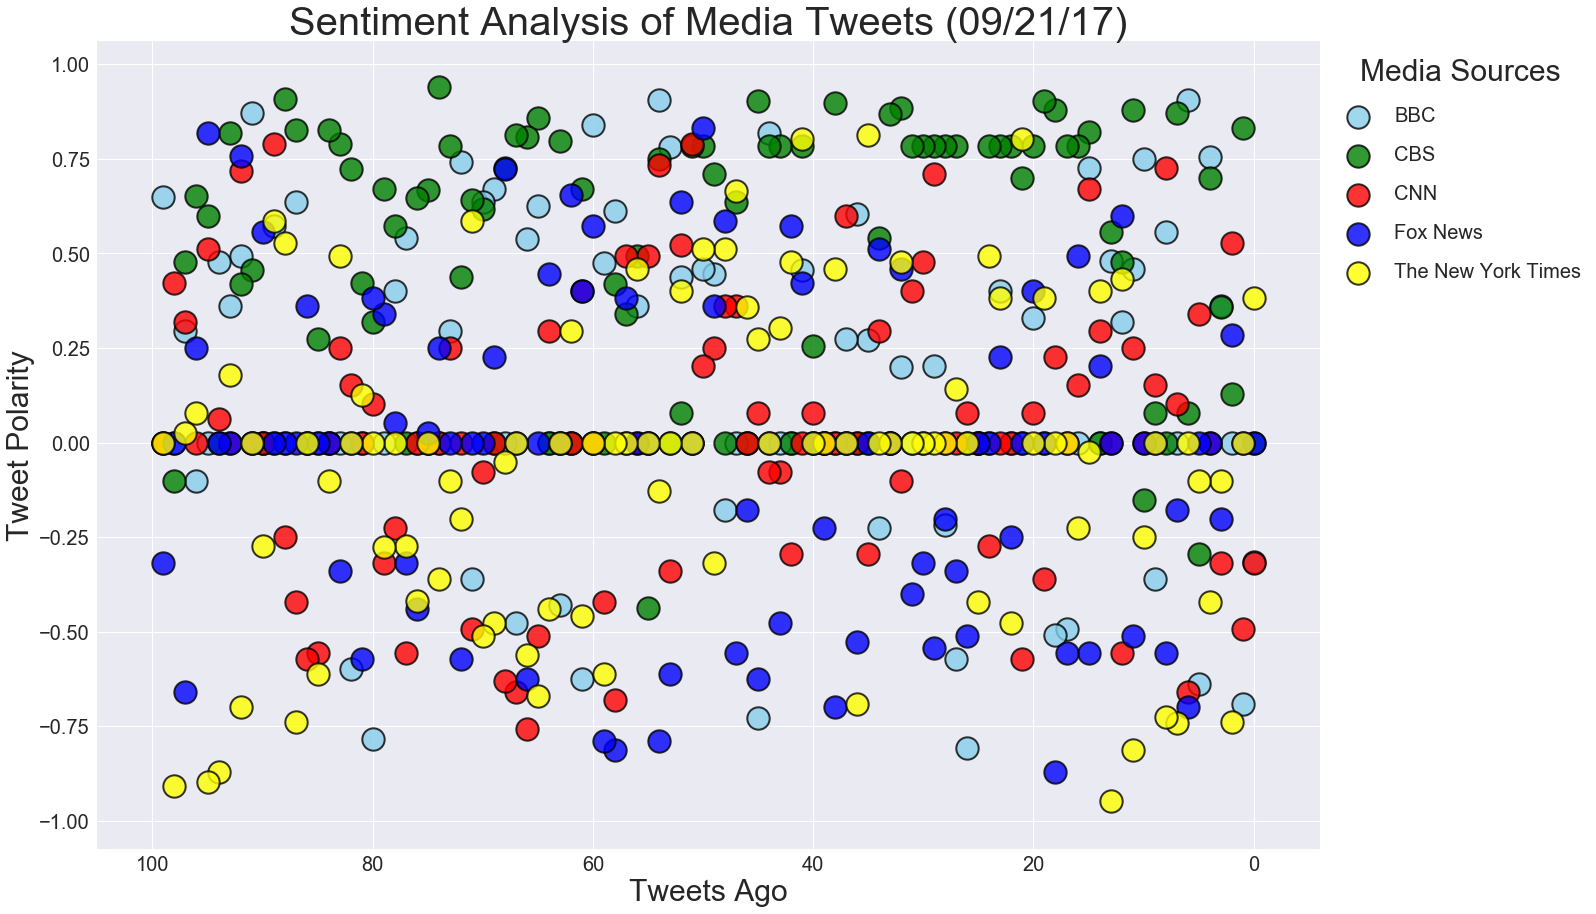 Sentiment Analysis of Media Tweets (09/21/17)
Media Sources
BBC
CBS
CNN
Fox News
The New York Times
Tweet Polarity
1.00
0.75
0.50
0.25
0.00
−0.25
−0.50
−0.75
−1.00
100 80 60 40 20 0
Tweets Ago